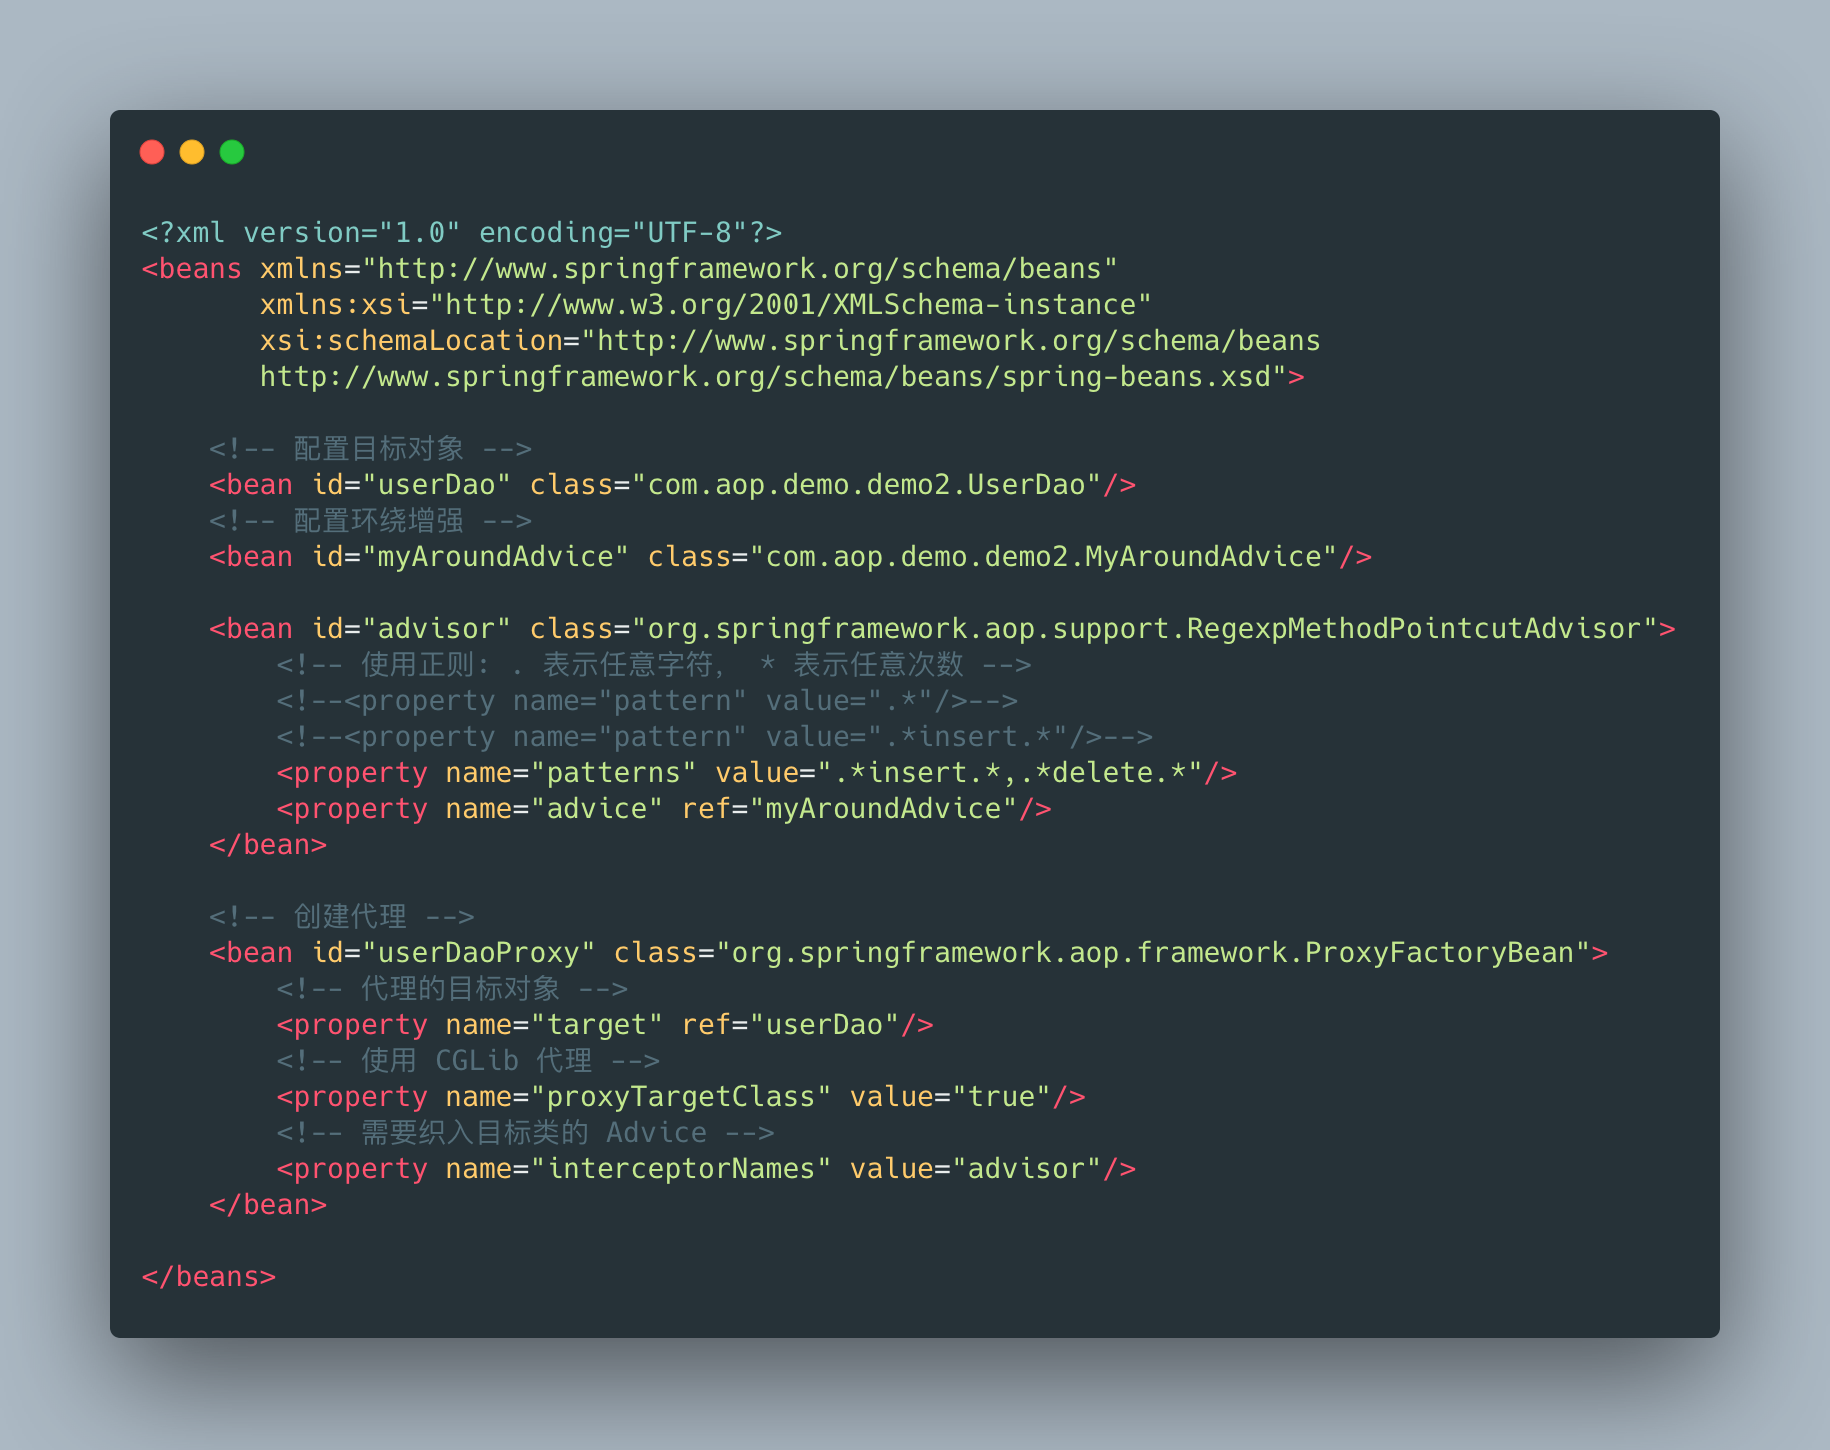 <?xml version="1.0" encoding="UTF-8"?>
<beans xmlns="http://www.springframework.org/schema/beans"
       xmlns:xsi="http://www.w3.org/2001/XMLSchema-instance"
       xsi:schemaLocation="http://www.springframework.org/schema/beans
       http://www.springframework.org/schema/beans/spring-beans.xsd">

    <!-- 配置目标对象 -->
    <bean id="userDao" class="com.aop.demo.demo2.UserDao"/>
    <!-- 配置环绕增强 -->
    <bean id="myAroundAdvice" class="com.aop.demo.demo2.MyAroundAdvice"/>

    <bean id="advisor" class="org.springframework.aop.support.RegexpMethodPointcutAdvisor">
        <!-- 使用正则: . 表示任意字符， * 表示任意次数 -->
        <!--<property name="pattern" value=".*"/>-->
        <!--<property name="pattern" value=".*insert.*"/>-->
        <property name="patterns" value=".*insert.*,.*delete.*"/>
        <property name="advice" ref="myAroundAdvice"/>
    </bean>

    <!-- 创建代理 -->
    <bean id="userDaoProxy" class="org.springframework.aop.framework.ProxyFactoryBean">
        <!-- 代理的目标对象 -->
        <property name="target" ref="userDao"/>
        <!-- 使用 CGLib 代理 -->
        <property name="proxyTargetClass" value="true"/>
        <!-- 需要织入目标类的 Advice -->
        <property name="interceptorNames" value="advisor"/>
    </bean>

</beans>